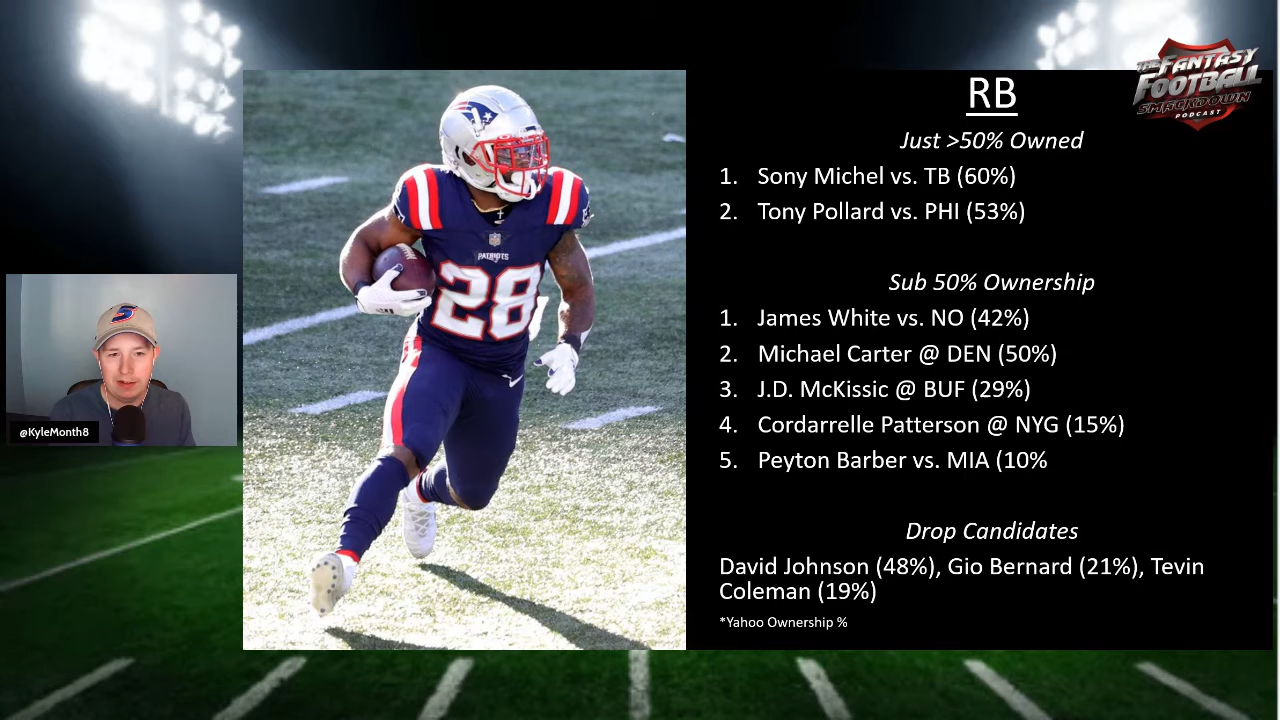 THE FANTASY
FOOTBALL
SMACKDOWN
PODCAST
RB
Just >50% Owned
1. Sony Michel vs. TB (60%)
2. Tony Pollard vs. PHI (53%)
Sub 50% Ownership
1. James White vs. NO (42%)
2. Michael Carter @ DEN (50%)
3. J.D. McKissic @ BUF (29%)
4. Cordarrelle Patterson @ NYG (15%)
5. Peyton Barber vs. MIA (10%
Drop Candidates
David Johnson (48%), Gio Bernard (21%), Tevin
Coleman (19%)
*Yahoo Ownership %
PATRIOTS
28
@KyleMonth8